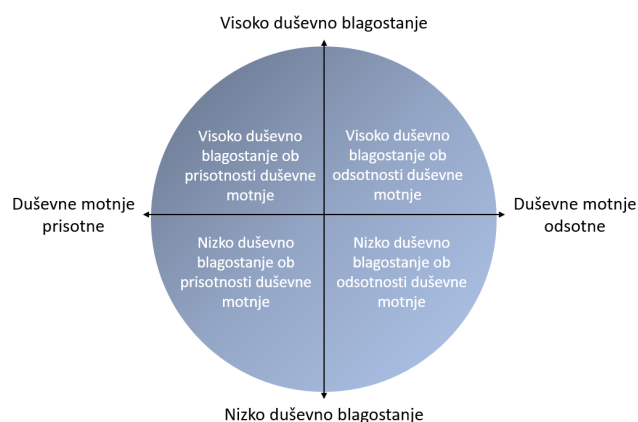 Visoko duševno blagostanje
Visoko duševno
blagostanje ob
prisotnosti duševne
motnje
Visoko duševno
blagostanje ob
odsotnosti duševne
motnje
Duševne motnje
prisotne
Duševne motnje
odsotne
Nizko duševno
blagostanje ob
prisotnosti duševne
motnje
Nizko duševno
blagostanje ob
odsotnosti duševne
motnje
Nizko duševno blagostanje